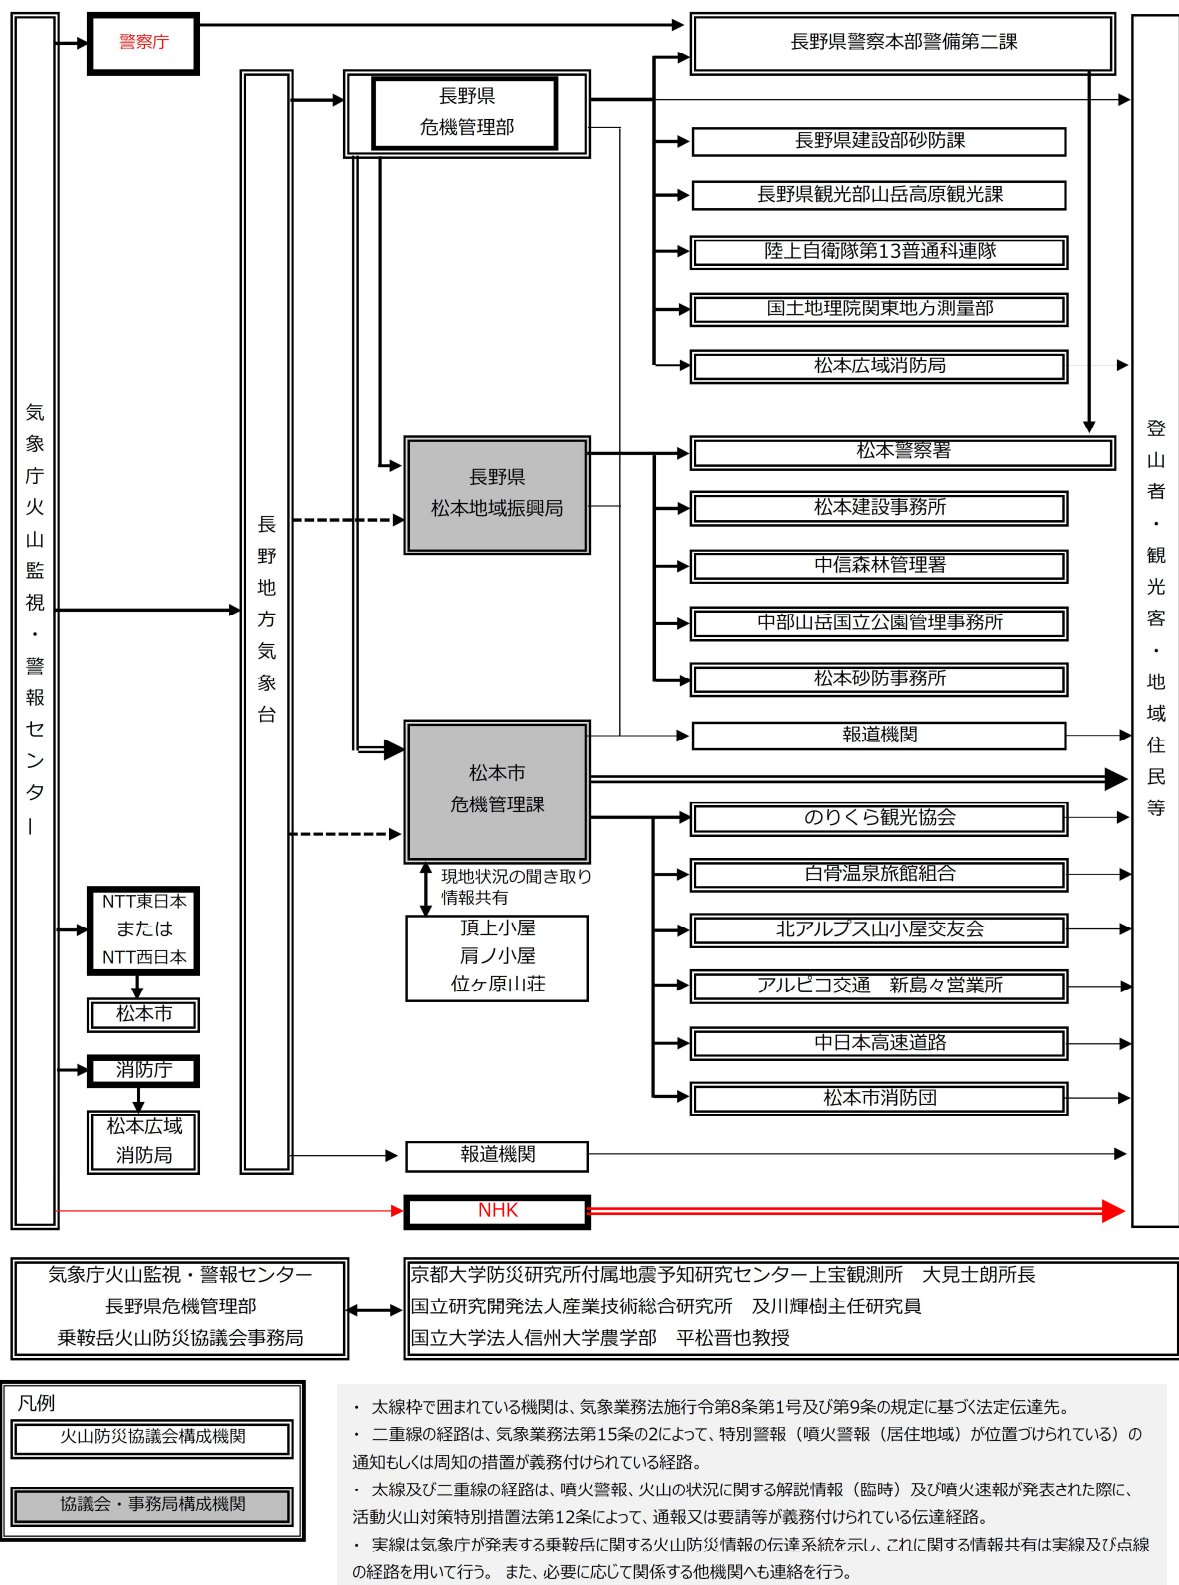 気象庁火山監視・警報センター
警察庁
長野地方気象台
長野県
危機管理部
長野県警察本部警備第二課
長野県建設部砂防課
長野県観光部山岳高原観光課
陸上自衛隊第13普通科連隊
国土地理院関東地方測量部
松本広域消防局
長野県
松本地域振興局
松本警察署
松本建設事務所
中信森林管理署
中部山岳国立公園管理事務所
松本砂防事務所
報道機関
松本市
危機管理課
現地状況の聞き取り
情報共有
頂上小屋
肩ノ小屋
位ヶ原山荘
のりくら観光協会
白骨温泉旅館組合
北アルプス山小屋交友会
アルピコ交通　新島々営業所
中日本高速道路
松本市消防団
NTT東日本
または
NTT西日本
松本市
消防庁
松本広域
消防局
報道機関
NHK
登山者・観光客・地域住民等
気象庁火山監視・警報センター
長野県危機管理部
乗鞍岳火山防災協議会事務局
京都大学防災研究所付属地震予知研究センター上宝観測所　大見士朗所長
国立研究開発法人産業技術総合研究所　及川輝樹主任研究員
国立大学法人信州大学農学部　平松晋也教授
凡例
火山防災協議会構成機関
協議会・事務局構成機関
・ 太線枠で囲まれている機関は、気象業務法施行令第8条第1号及び第9条の規定に基づく法定伝達先。
・ 二重線の経路は、気象業務法第15条の2によって、特別警報（噴火警報（居住地域）が位置づけられている）の
通知もしくは周知の措置が義務付けられている経路。
・ 太線及び二重線の経路は、噴火警報、火山の状況に関する解説情報（臨時）及び噴火速報が発表された際に、
活動火山対策特別措置法第12条によって、通報又は要請等が義務付けられている伝達経路。
・ 実線は気象庁が発表する乗鞍岳に関する火山防災情報の伝達系統を示し、これに関する情報共有は実線及び点線
の経路を用いて行う。 また、必要に応じて関係する他機関へも連絡を行う。